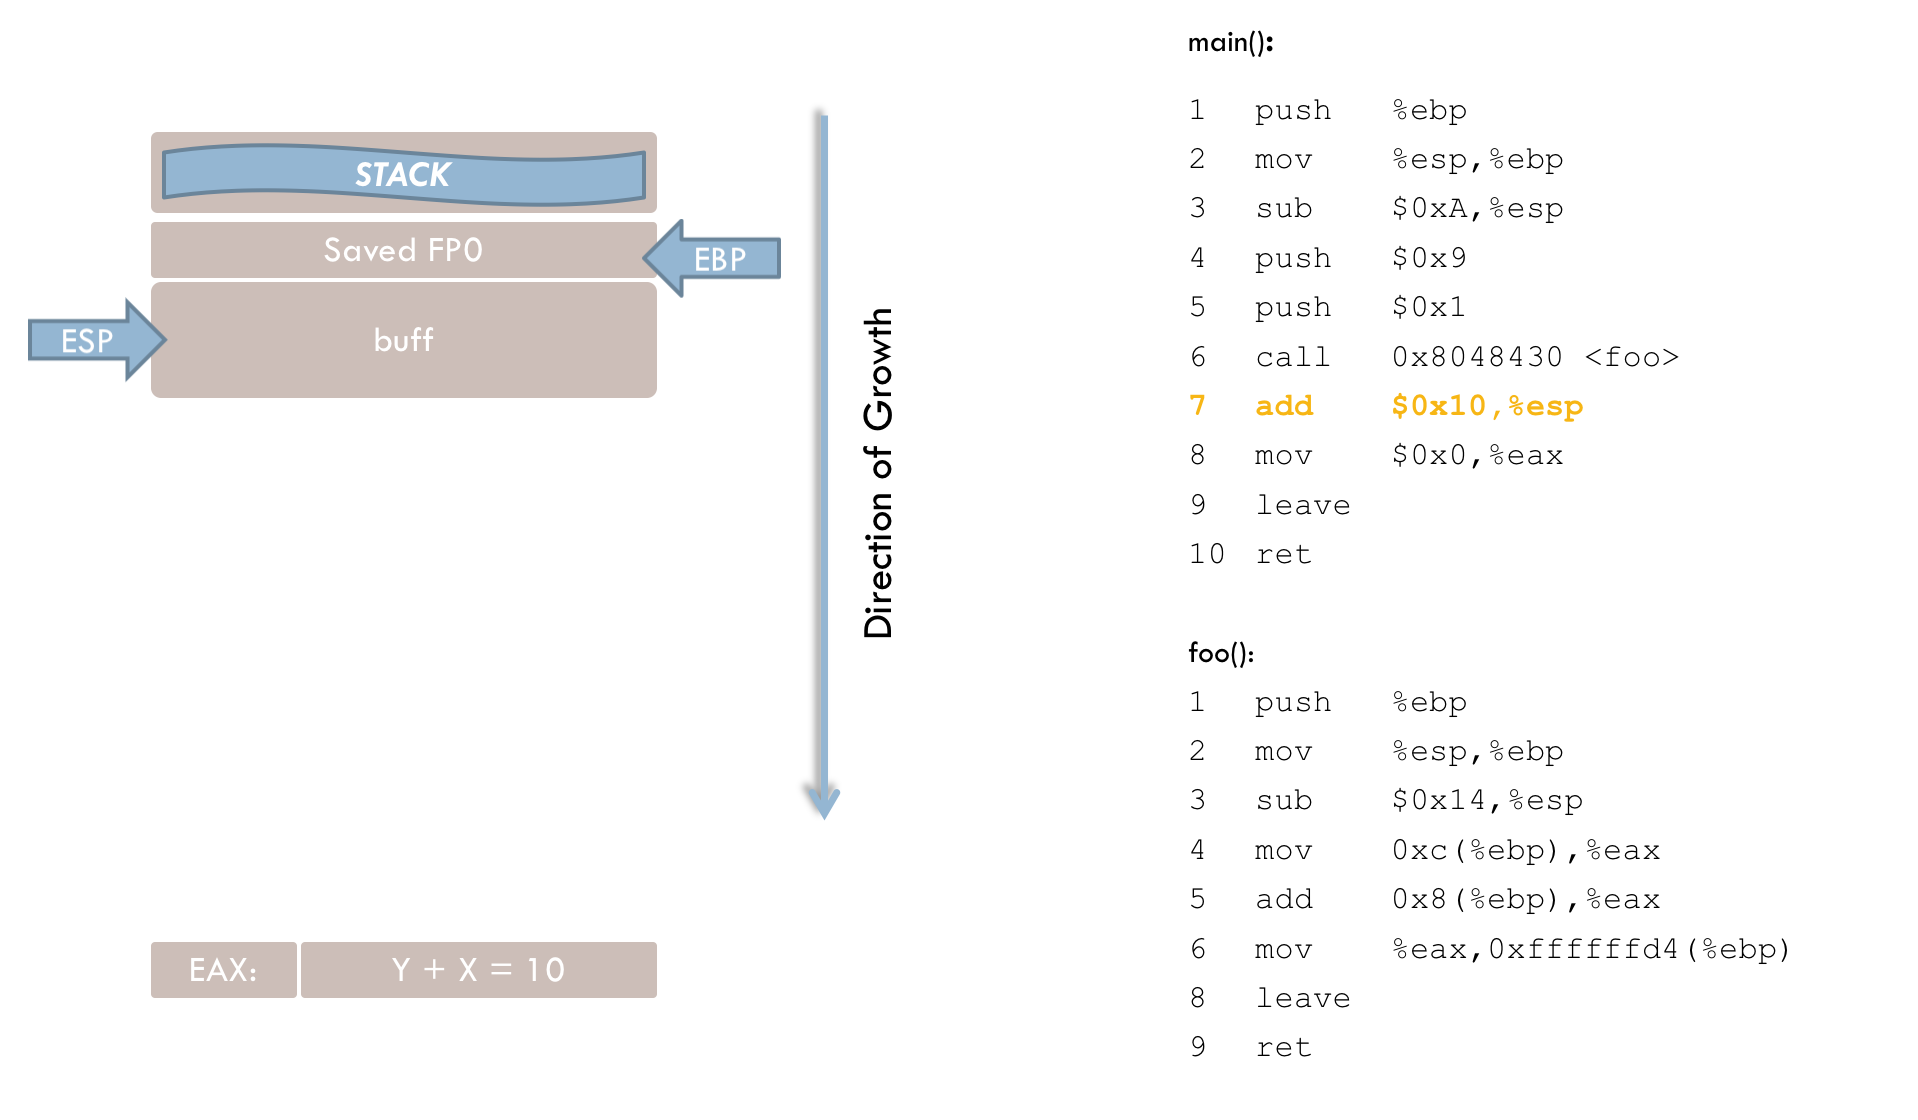 STACK
Saved FP0
EBP
ESP
buff
Direction of Growth
EAX: Y + X = 10
main():
1 push %ebp
2 mov %esp,%ebp
3 sub $0xA,%esp
4 push $0x9
5 push $0x1
6 call 0x8048430 <foo>
7 add $0x10,%esp
8 mov $0x0,%eax
9 leave
10 ret
foo():
1 push %ebp
2 mov %esp,%ebp
3 sub $0x14,%esp
4 mov 0xc(%ebp),%eax
5 add 0x8(%ebp),%eax
6 mov %eax,0xffffffd4(%ebp)
8 leave
9 ret